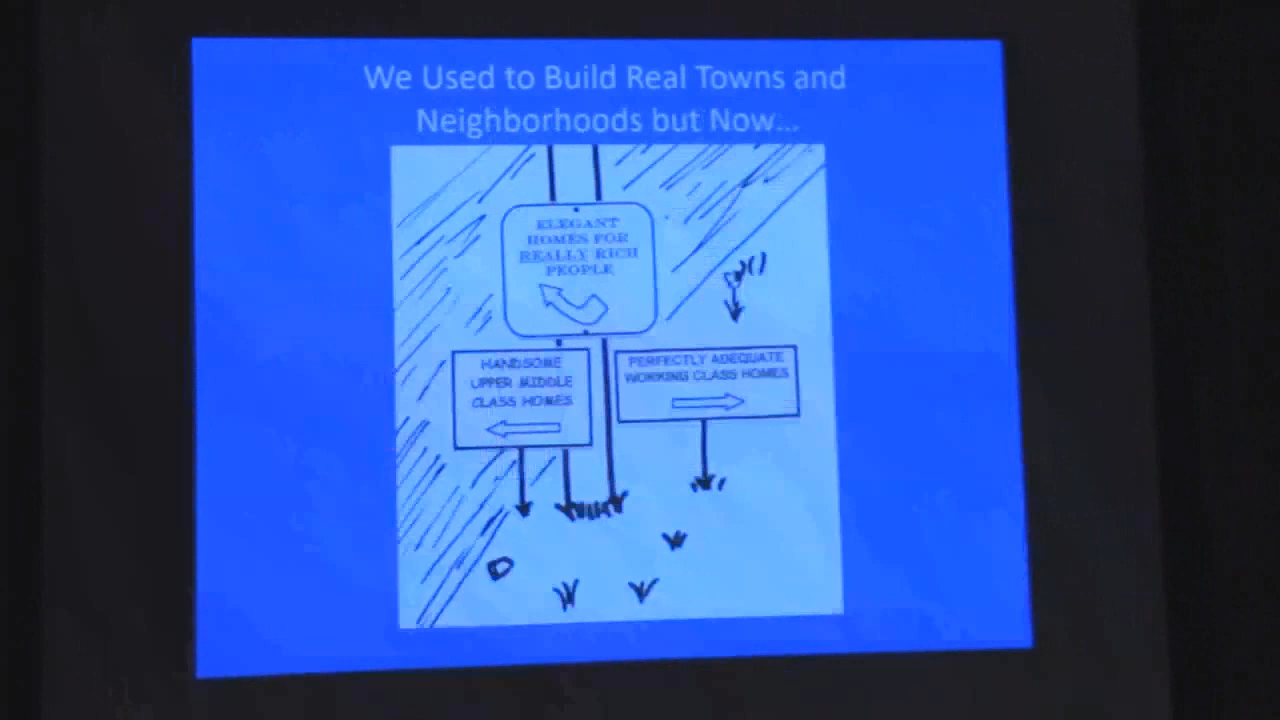 We Used to Build Real Towns and
Neighborhoods but Now...
ELEGANT
HOMES FOR
REALLY RICH
PEOPLE
HANDSOME
UPPER MIDDLE
CLASS HOMES
PERFECTLY ADEQUATE
WORKING CLASS HOMES